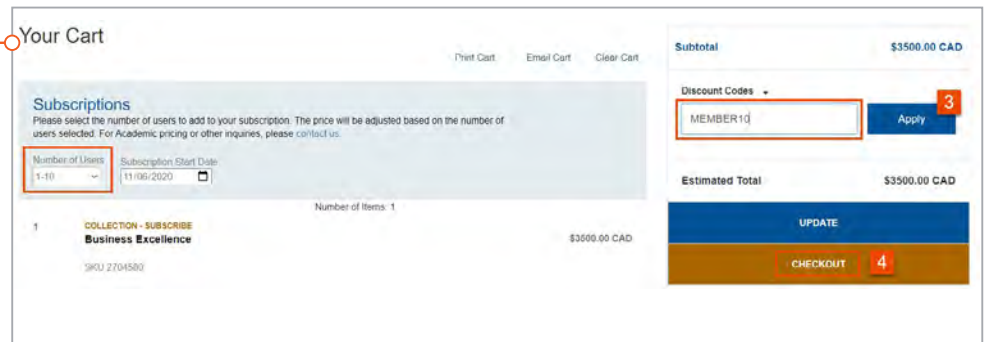 Your Cart
Print Cart Email Cart Clear Cart
Subscriptions
Please select the number of users to add to your subscription. The price will be adjusted based on the number of
users selected. For Academic pricing or other inquiries, please contact us.
Number of Users Subscription Start Date
1-10 11/06/2020
Number of Items: 1
1 COLLECTION - SUBSCRIBE
Business Excellence $3500.00 CAD
SKU 2704580
Subtotal $3500.00 CAD
Discount Codes
3
MEMBER10 Apply
Estimated Total $3500.00 CAD
UPDATE
CHECKOUT 4